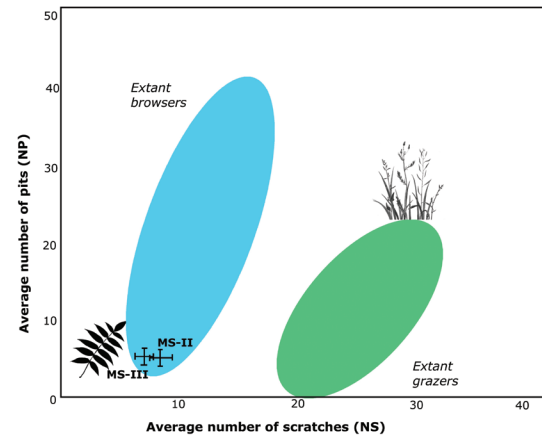 50
40
30
20
10
0
Average number of pits (NP)
Extant
browsers
MS-II
MS-III
Extant
grazers
10
20
30
40
Average number of scratches (NS)